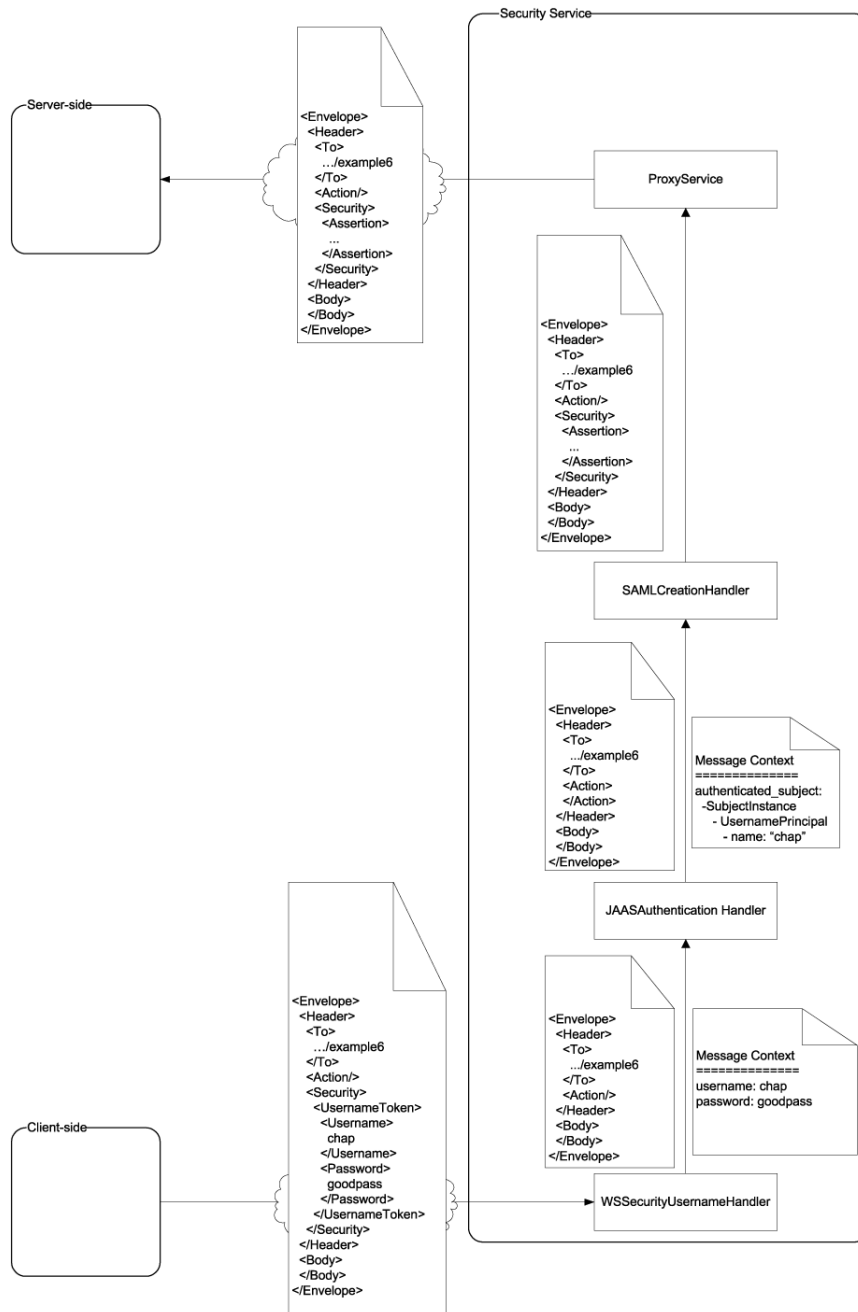 Security Service
Server-side
<Envelope>
<Header>
<To>
…/example6
</To>
<Action/>
<Security>
<Assertion>
...
</Assertion>
</Security>
</Header>
<Body>
</Body>
</Envelope>
ProxyService
<Envelope>
<Header>
<To>
…/example6
</To>
<Action/>
<Security>
<Assertion>
...
</Assertion>
</Security>
</Header>
<Body>
</Body>
</Envelope>
SAMLCreationHandler
<Envelope>
<Header>
<To>
.../example6
</To>
<Action>
</Action>
</Header>
<Body>
</Body>
</Envelope>
Message Context
==============
authenticated_subject:
-SubjectInstance
- UsernamePrincipal
- name: "chap"
JAASAuthentication Handler
<Envelope>
<Header>
<To>
.../example6
</To>
<Action/>
</Header>
<Body>
</Body>
</Envelope>
Message Context
==============
username: chap
password: goodpass
WSSecurityUsernameHandler
Client-side
<Envelope>
<Header>
<To>
…/example6
</To>
<Action/>
<Security>
<UsernameToken>
<Username>
chap
</Username>
<Password>
goodpass
</Password>
</UsernameToken>
</Security>
</Header>
<Body>
</Body>
</Envelope>